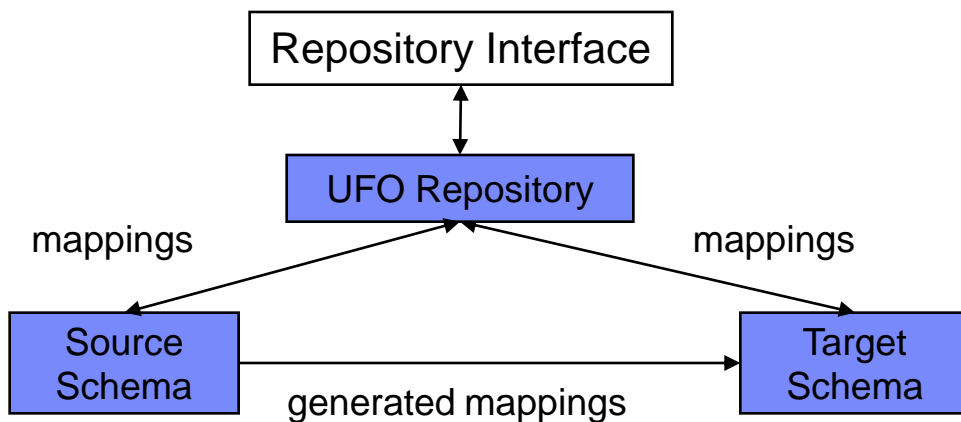 Repository Interface
UFO Repository
mappings
mappings
Source
Schema
Target
Schema
generated mappings